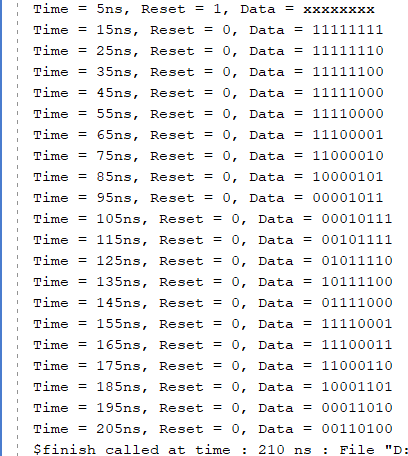 Time = 5ns, Reset = 1, Data = xxxxxxxx
Time = 15ns, Reset = 0, Data = 11111111
Time = 25ns, Reset = 0, Data = 11111110
Time = 35ns, Reset = 0, Data = 11111100
Time = 45ns, Reset = 0, Data = 11111000
Time = 55ns, Reset = 0, Data = 11110000
Time = 65ns, Reset = 0, Data = 11100001
Time = 75ns, Reset = 0, Data = 11000010
Time = 85ns, Reset = 0, Data = 10000101
Time = 95ns, Reset = 0, Data = 00001011
Time = 105ns, Reset = 0, Data = 00010111
Time = 115ns, Reset = 0, Data = 00101111
Time = 125ns, Reset = 0, Data = 01011110
Time = 135ns, Reset = 0, Data = 10111100
Time = 145ns, Reset = 0, Data = 01111000
Time = 155ns, Reset = 0, Data = 11110001
Time = 165ns, Reset = 0, Data = 11100011
Time = 175ns, Reset = 0, Data = 11000110
Time = 185ns, Reset = 0, Data = 10001101
Time = 195ns, Reset = 0, Data = 00011010
Time = 205ns, Reset = 0, Data = 00110100
$finish called at time : 210 ns : File "D: